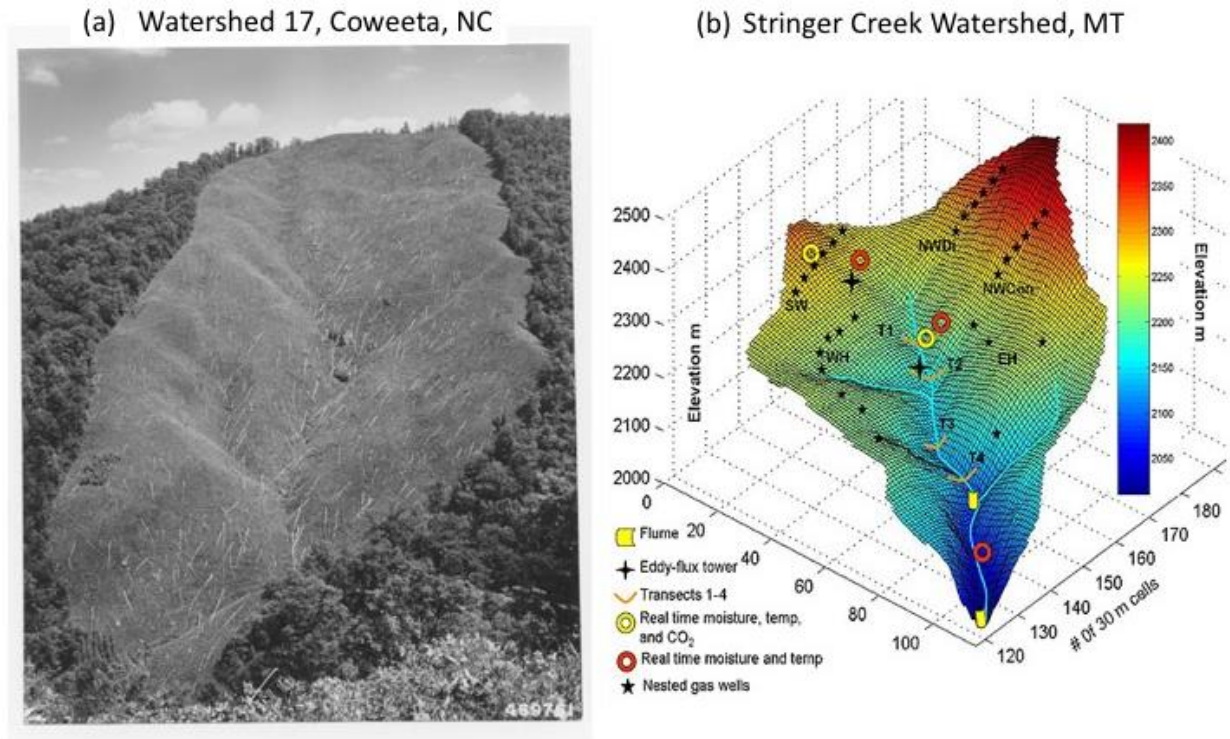 (a) Watershed 17, Coweeta, NC
469761
(b) Stringer Creek Watershed, MT
2500
2400
2300
2200
2100
2000
Elevation m
0
20
40
60
80
100
120
130
140
150
160
170
180
# 0f 30 m cells
2400
2350
2300
2250
2200
2150
2100
2050
Elevation m
NWDi
NWCon
SW
T1
T2
WH
EH
T3
T4
Flume
Eddy-flux tower
Transects 1-4
Real time moisture, temp,
and CO₂
Real time moisture and temp
Nested gas wells